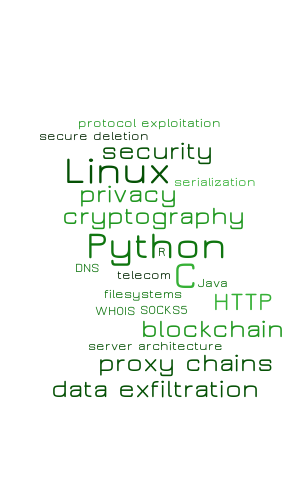 protocol exploitation
secure deletion
security
Linux
serialization
privacy
cryptography
Python
R
DNS
telecom
C
Java
filesystems
HTTP
WHOIS
SOCKS5
blockchain
server architecture
proxy chains
data exfiltration